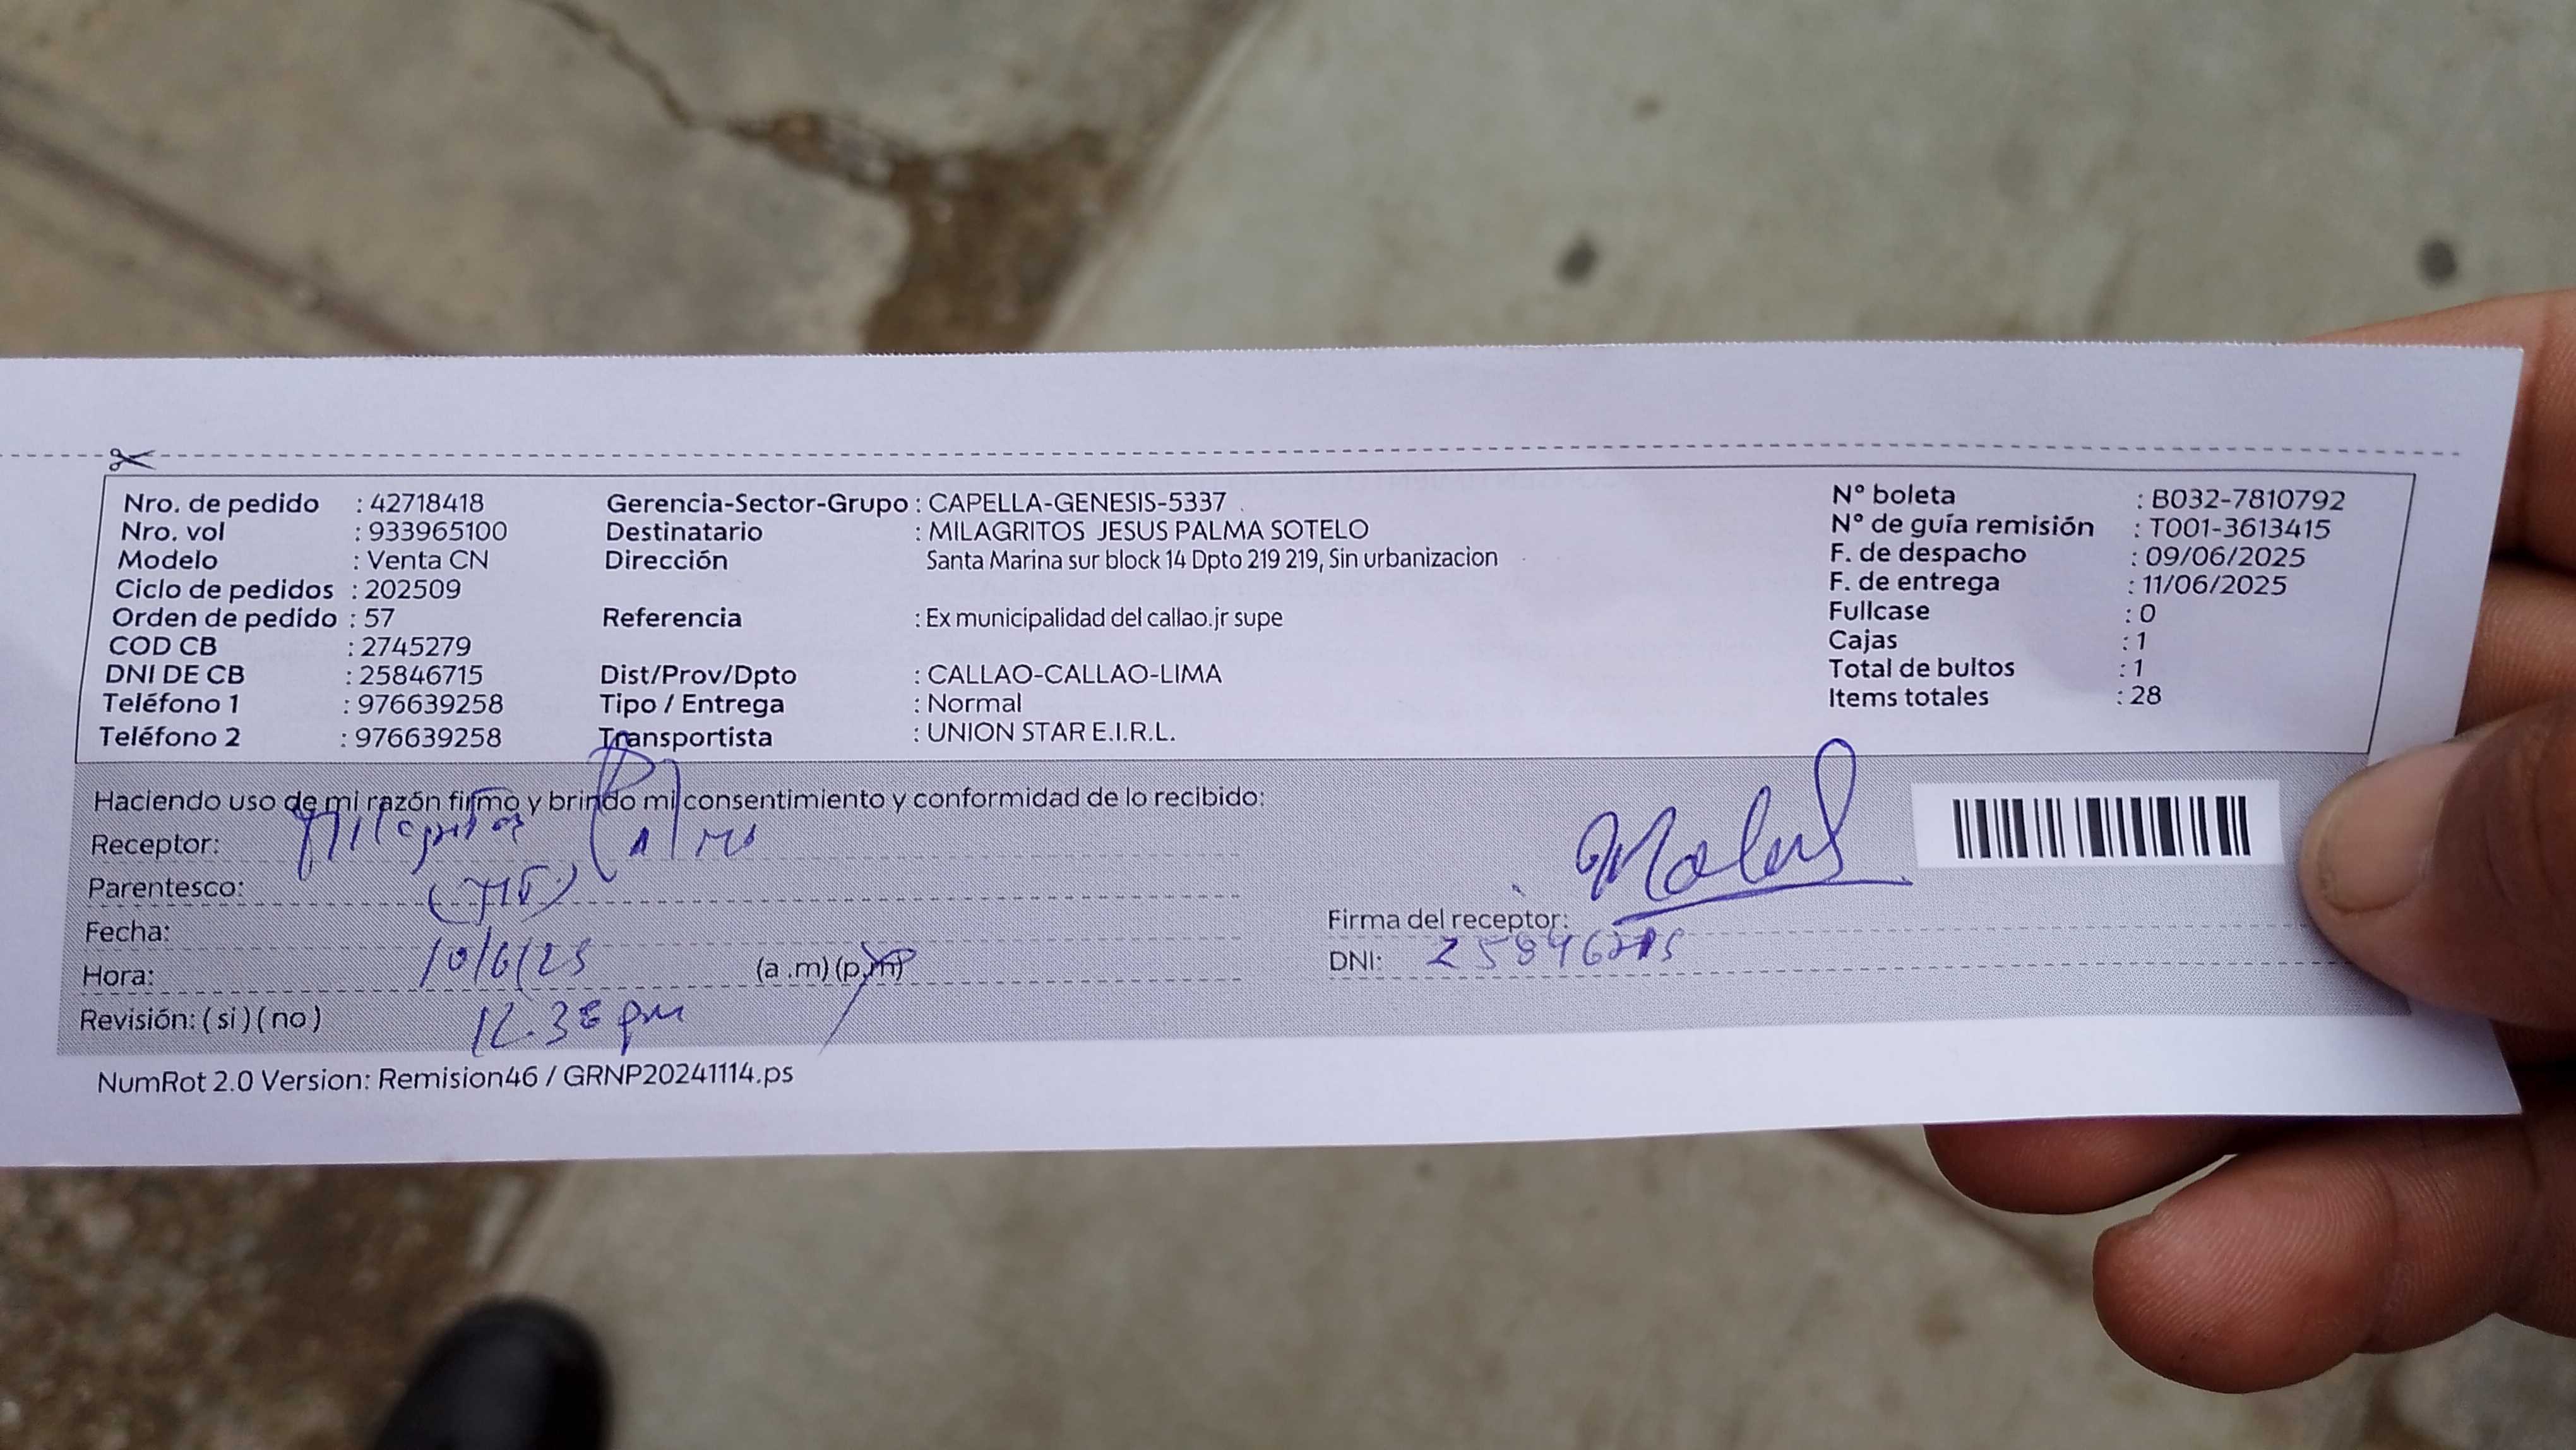 Nro. de pedido : 42718418 Gerencia-Sector-Grupo : CAPELLA-GENESIS-5337 N° boleta : B032-7810792
Nro. vol : 933965100 Destinatario : MILAGRITOS JESUS PALMA SOTELO N° de guía remisión : T001-3613415
Modelo : Venta CN Dirección Santa Marina sur block 14 Dpto 219 219, Sin urbanizacion F. de despacho : 09/06/2025
Ciclo de pedidos : 202509 F. de entrega : 11/06/2025
Orden de pedido : 57 Referencia : Ex municipalidad del callao.jr supe Fullcase : 0
COD CB : 2745279 Cajas : 1
DNI DE CB : 25846715 Dist/Prov/Dpto : CALLAO-CALLAO-LIMA Total de bultos : 1
Teléfono 1 : 976639258 Tipo / Entrega : Normal Items totales : 28
Teléfono 2 : 976639258 Transportista : UNION STAR E.I.R.L.
Haciendo uso de mi razón firmo y brindo mi consentimiento y conformidad de lo recibido:
Receptor: Milagritos Palma
Parentesco:
Fecha: 10/6/25 Firma del receptor:
Hora: (a .m) (p.m) DNI:
Revisión: ( si ) ( no )
NumRot 2.0 Version: Remision46 / GRNP20241114.ps